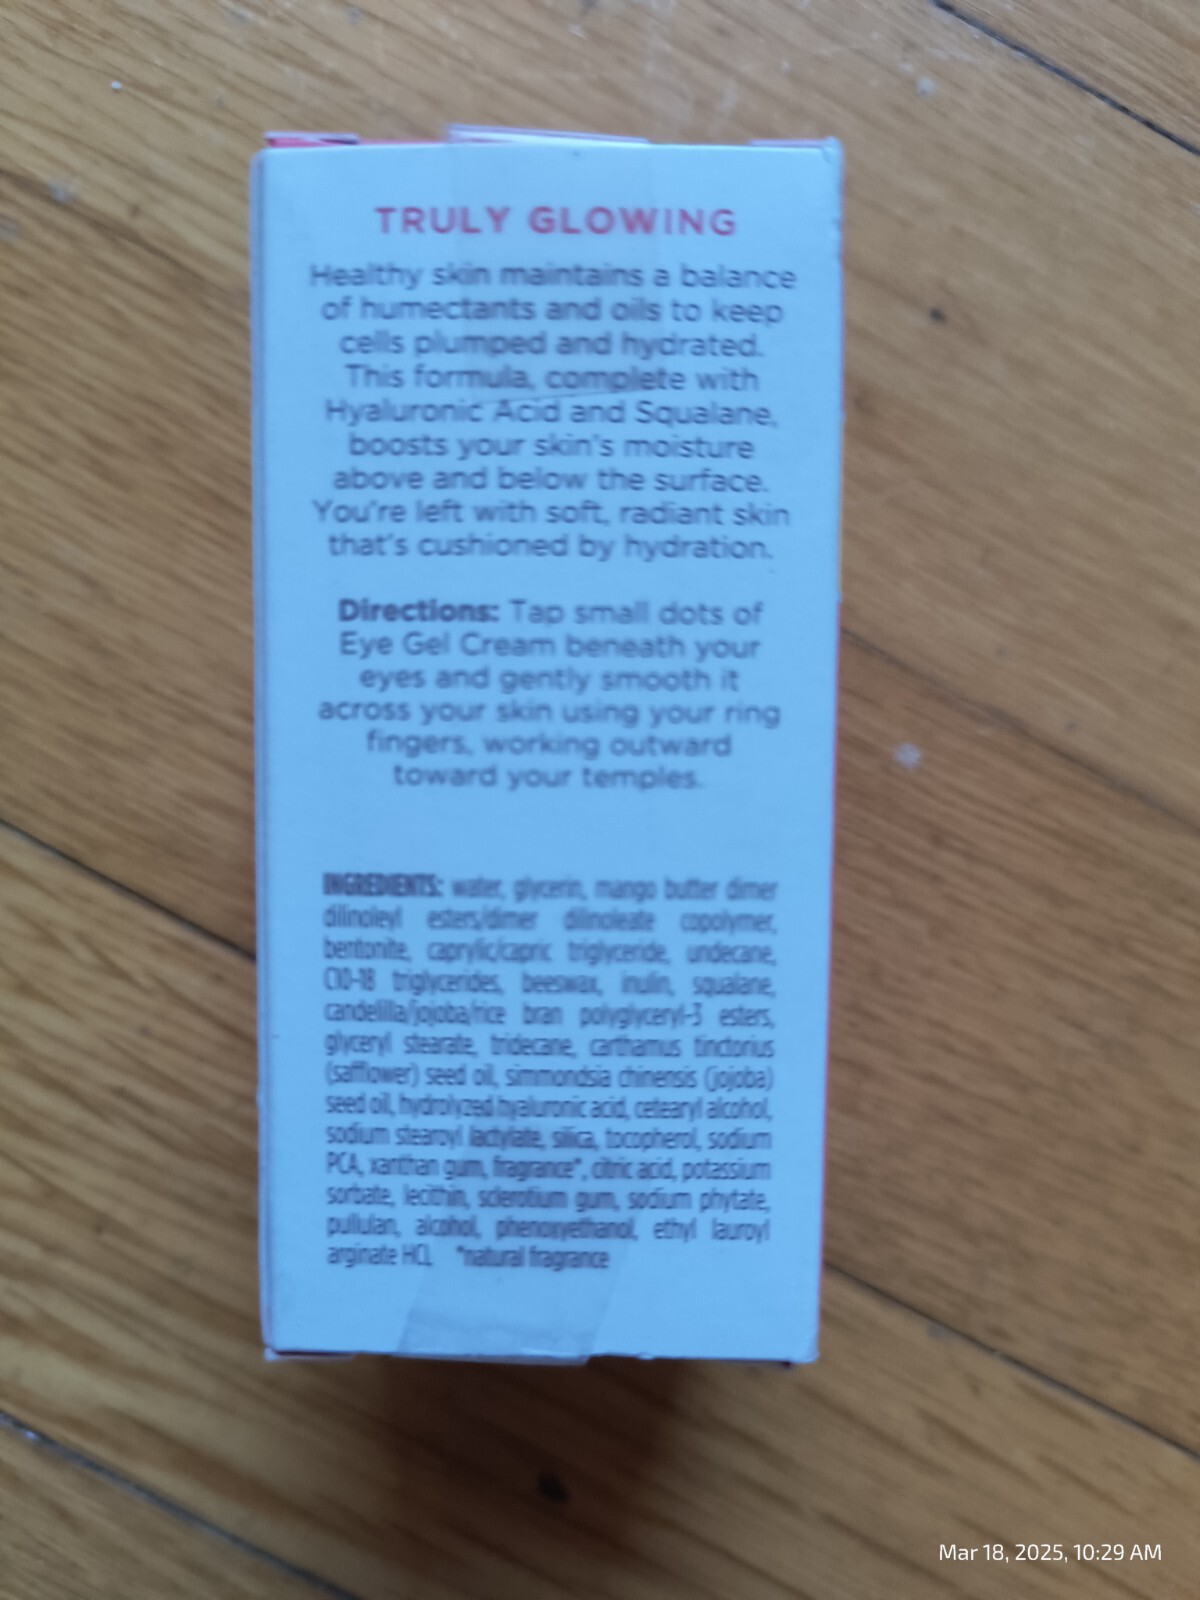 TRULY GLOWING
Healthy skin maintains a balance
of humectants and oils to keep
cells plumped and hydrated.
This formula, complete with
Hyaluronic Acid and Squalane,
boosts your skin's moisture
above and below the surface.
You're left with soft, radiant skin
that's cushioned by hydration.
Directions: Tap small dots of
Eye Gel Cream beneath your
eyes and gently smooth it
across your skin using your ring
fingers, working outward
toward your temples.
INGREDIENTS: water, glycerin, mango butter dimer
dilinoleyl esters/dimer dilinoleate copolymer,
bentonite, caprylic/capric triglyceride, undecane,
C10-18 triglycerides, beeswax, inulin, squalane,
candelilla/jojoba/rice bran polyglyceryl-3 esters,
glyceryl stearate, tridecane, carthamus tinctorius
(safflower) seed oil, simmondsia chinensis (jojoba)
seed oil, hydrolyzed hyaluronic acid, cetearyl alcohol,
sodium stearoyl lactylate, silica, tocopherol, sodium
PCA, xanthan gum, fragrance*, citric acid, potassium
sorbate, lecithin, sclerotium gum, sodium phytate,
pullulan, alcohol, phenoxyethanol, ethyl lauroyl
arginate HCL *natural fragrance
Mar 18, 2025, 10:29 AM